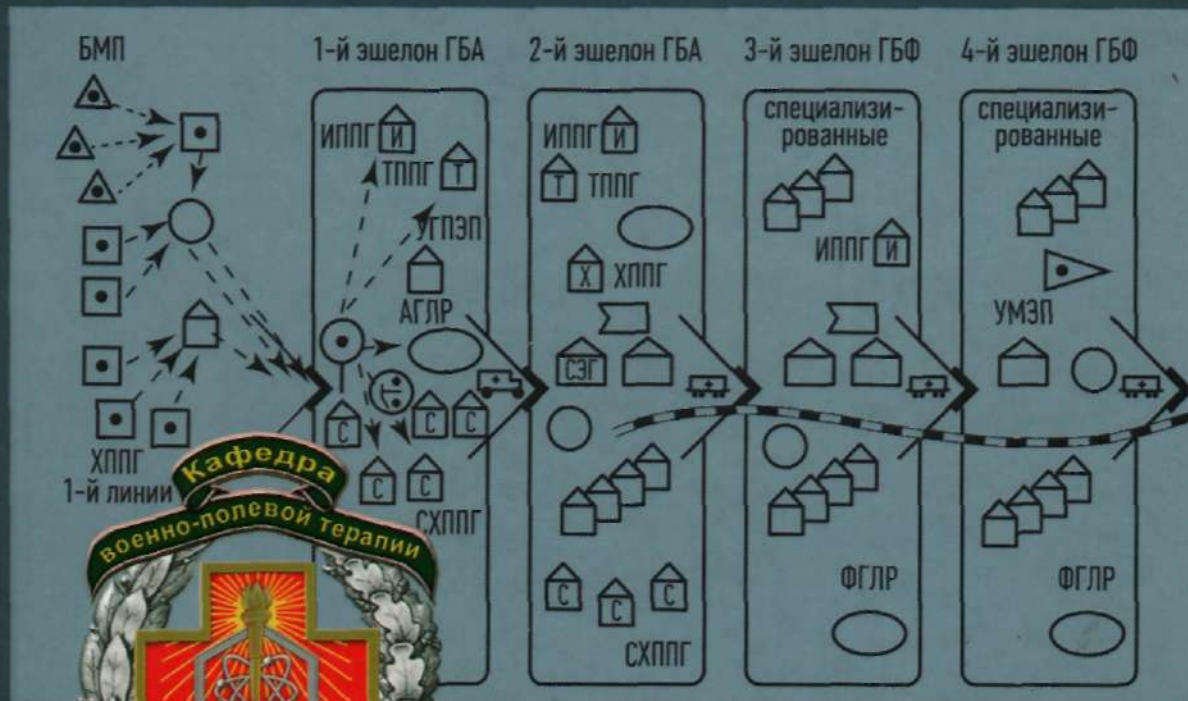 БМП
1-й эшелон ГБА
2-й эшелон ГБА
3-й эшелон ГБФ
4-й эшелон ГБФ
ИППГ И
ТППГ Т
УГПЭП
АГЛР
С
С С
С С
СХППГ
ХППГ
1-й линии
ИППГ И
Т ТППГ
Х ХППГ
СЭГ
С С С
СХППГ
специализи-
рованные
ИППГ И
ФГЛР
специализи-
рованные
УМЭП
ФГЛР
Кафедра
военно-полевой терапии